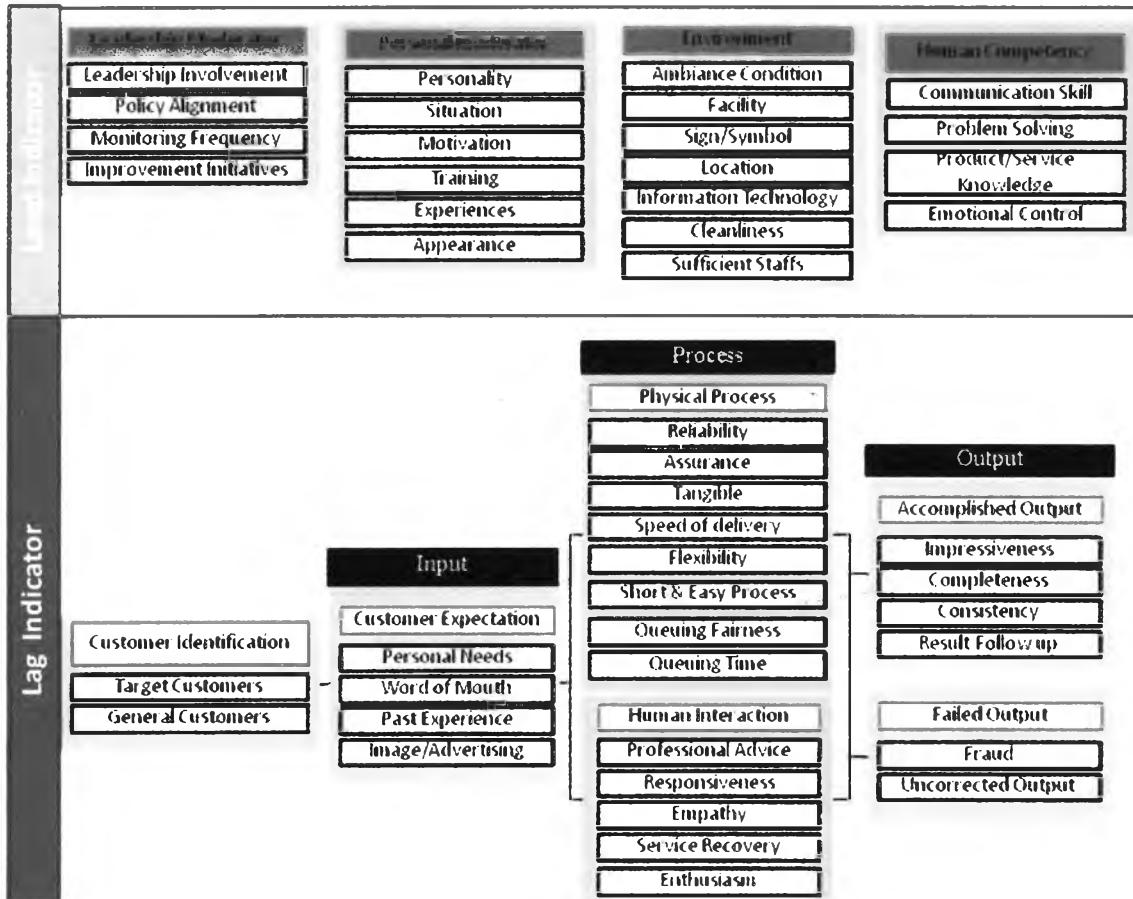 Lead Indicator
Leadership Involvement
Policy Alignment
Monitoring Frequency
Improvement Initiatives
Personality
Situation
Motivation
Training
Experiences
Appearance
Environment
Ambiance Condition
Facility
Sign/Symbol
Location
Information Technology
Cleanliness
Sufficient Staffs
Human Competency
Communication Skill
Problem Solving
Product/Service
Knowledge
Emotional Control
Lag Indicator
Customer Identification
Target Customers
General Customers
Input
Customer Expectation
Personal Needs
Word of Mouth
Past Experience
Image/Advertising
Process
Physical Process
Reliability
Assurance
Tangible
Speed of delivery
Flexibility
Short & Easy Process
Queuing Fairness
Queuing Time
Human Interaction
Professional Advice
Responsiveness
Empathy
Service Recovery
Enthusiasm
Output
Accomplished Output
Impressiveness
Completeness
Consistency
Result Follow up
Failed Output
Fraud
Uncorrected Output